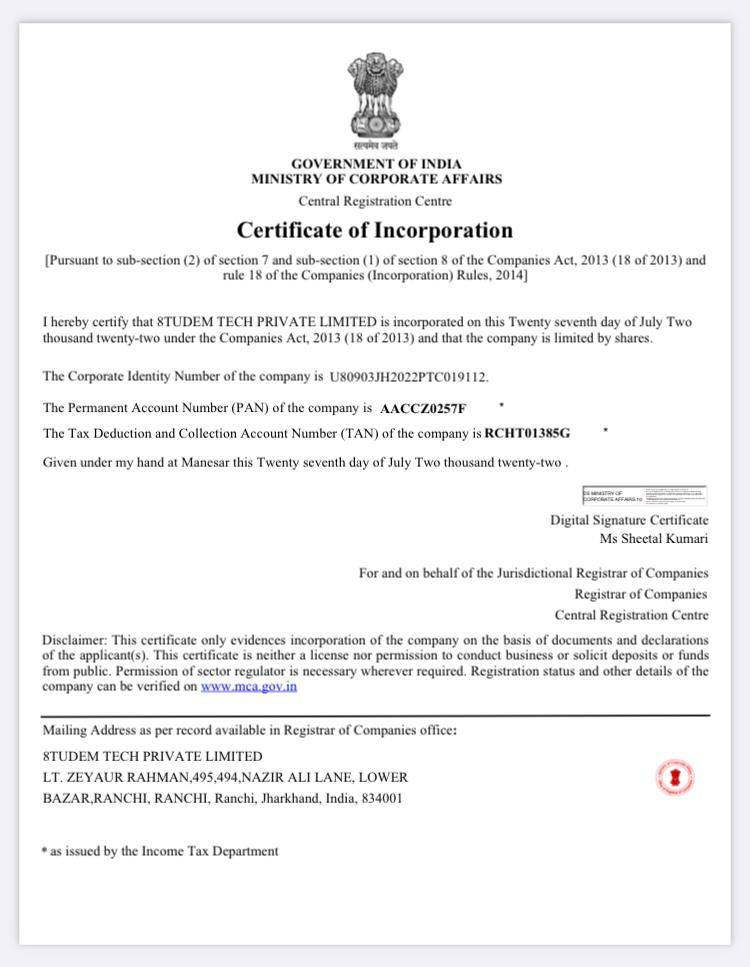 सत्यमेव जयते
GOVERNMENT OF INDIA
MINISTRY OF CORPORATE AFFAIRS
Central Registration Centre
Certificate of Incorporation
[Pursuant to sub-section (2) of section 7 and sub-section (1) of section 8 of the Companies Act, 2013 (18 of 2013) and
rule 18 of the Companies (Incorporation) Rules, 2014]
I hereby certify that 8TUDEM TECH PRIVATE LIMITED is incorporated on this Twenty seventh day of July Two
thousand twenty-two under the Companies Act, 2013 (18 of 2013) and that the company is limited by shares.
The Corporate Identity Number of the company is U80903JH2022PTC019112.
The Permanent Account Number (PAN) of the company is AACCZ0257F *
The Tax Deduction and Collection Account Number (TAN) of the company is RCHT01385G *
Given under my hand at Manesar this Twenty seventh day of July Two thousand twenty-two .
DS MINISTRY OF
CORPORATE AFFAIRS 10
Digital Signature Certificate
Ms Sheetal Kumari
For and on behalf of the Jurisdictional Registrar of Companies
Registrar of Companies
Central Registration Centre
Disclaimer: This certificate only evidences incorporation of the company on the basis of documents and declarations
of the applicant(s). This certificate is neither a license nor permission to conduct business or solicit deposits or funds
from public. Permission of sector regulator is necessary wherever required. Registration status and other details of the
company can be verified on www.mca.gov.in
Mailing Address as per record available in Registrar of Companies office:
8TUDEM TECH PRIVATE LIMITED
LT. ZEYAUR RAHMAN,495,494,NAZIR ALI LANE, LOWER
BAZAR,RANCHI, RANCHI, Ranchi, Jharkhand, India, 834001
* as issued by the Income Tax Department